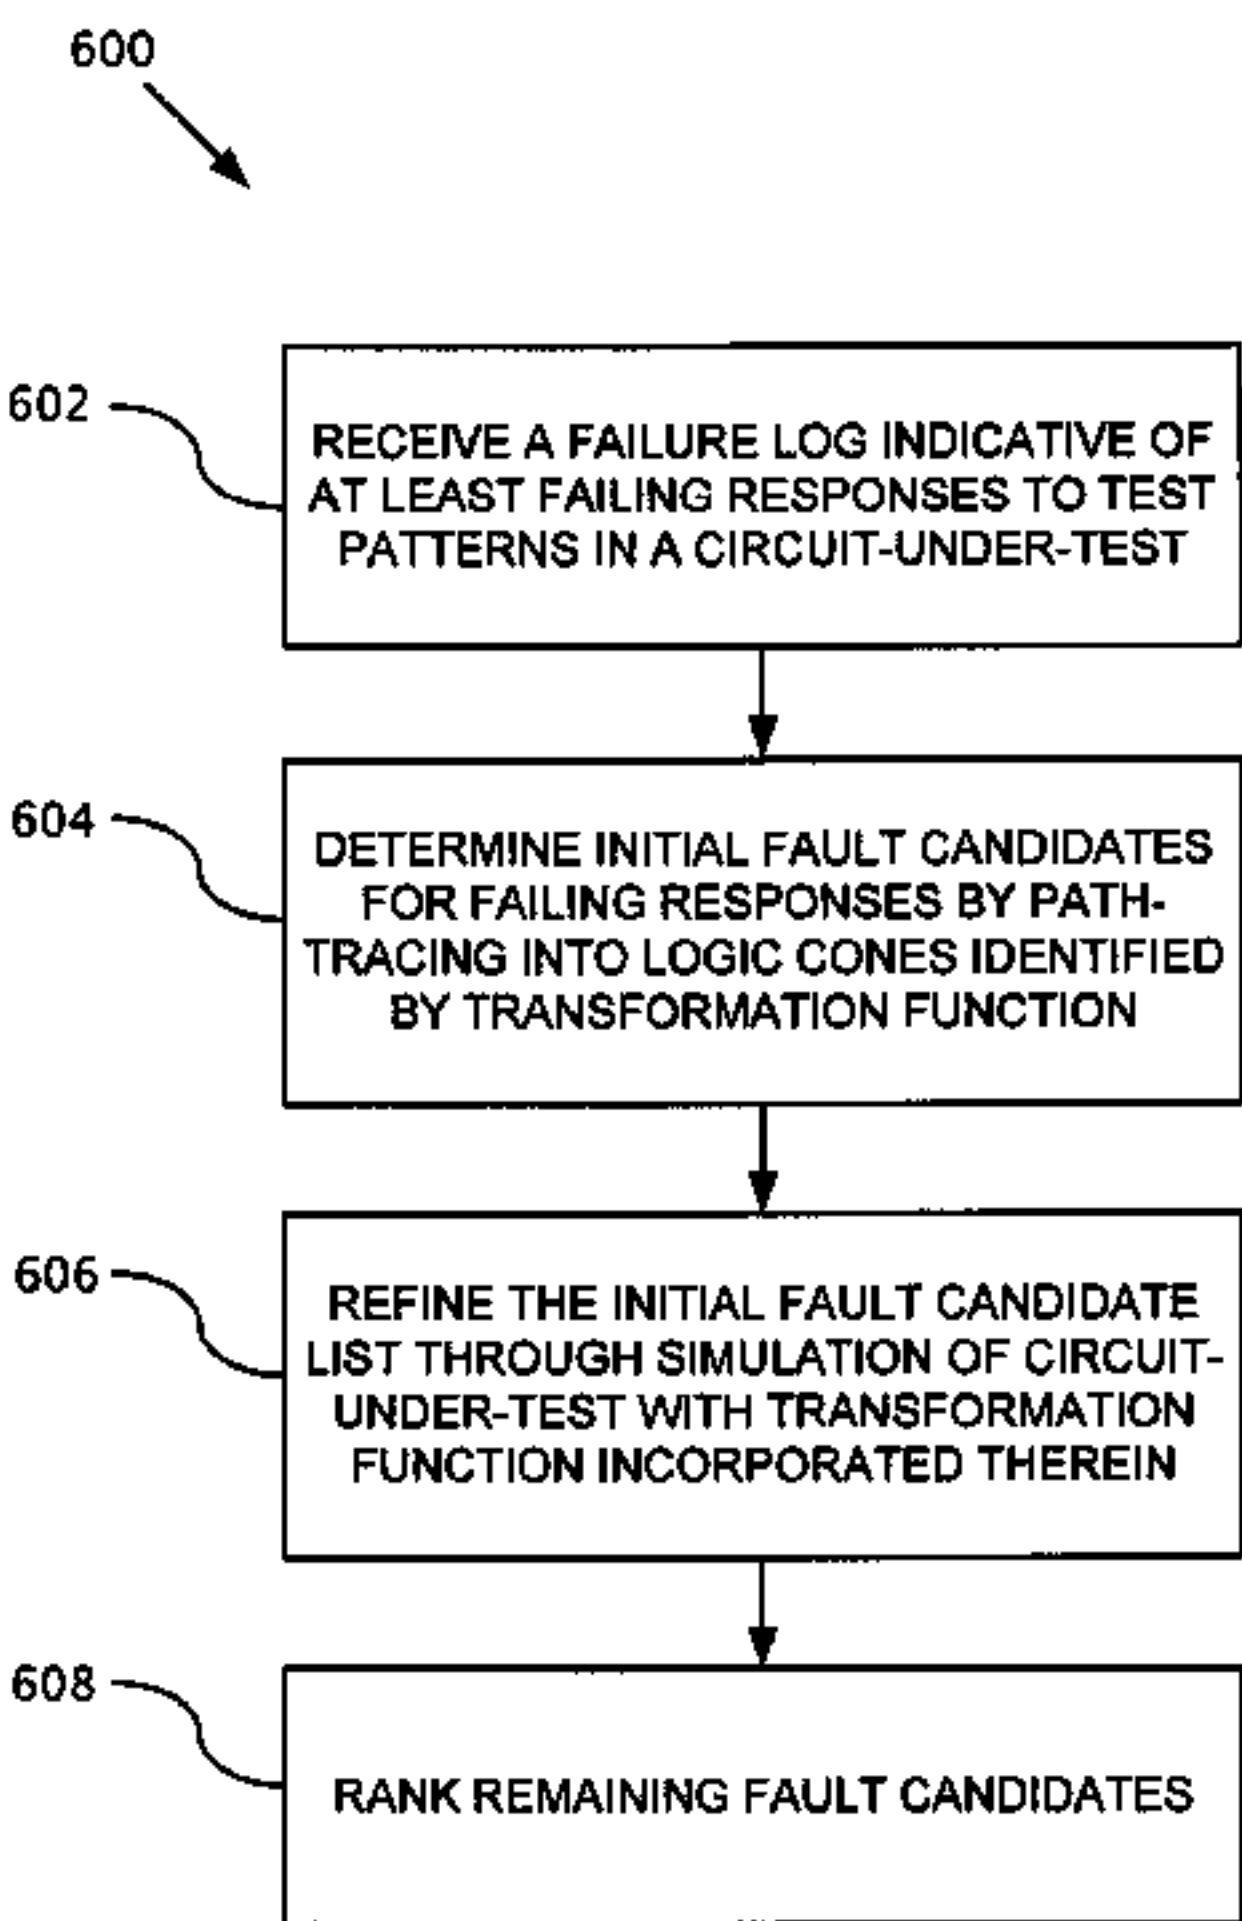 600
602
RECEIVE A FAILURE LOG INDICATIVE OF
AT LEAST FAILING RESPONSES TO TEST
PATTERNS IN A CIRCUIT-UNDER-TEST
604
DETERMINE INITIAL FAULT CANDIDATES
FOR FAILING RESPONSES BY PATH-
TRACING INTO LOGIC CONES IDENTIFIED
BY TRANSFORMATION FUNCTION
606
REFINE THE INITIAL FAULT CANDIDATE
LIST THROUGH SIMULATION OF CIRCUIT-
UNDER-TEST WITH TRANSFORMATION
FUNCTION INCORPORATED THEREIN
608
RANK REMAINING FAULT CANDIDATES